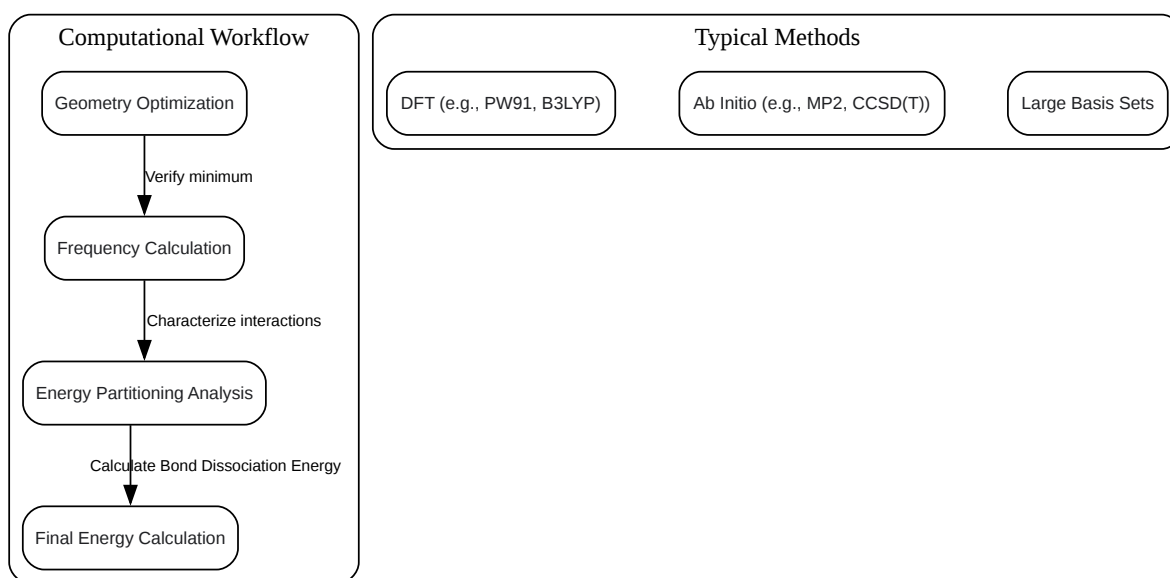 Computational Workflow
Geometry Optimization
Verify minimum
Frequency Calculation
Characterize interactions
Energy Partitioning Analysis
Calculate Bond Dissociation Energy
Final Energy Calculation
Typical Methods
DFT (e.g., PW91, B3LYP)
Ab Initio (e.g., MP2, CCSD(T))
Large Basis Sets